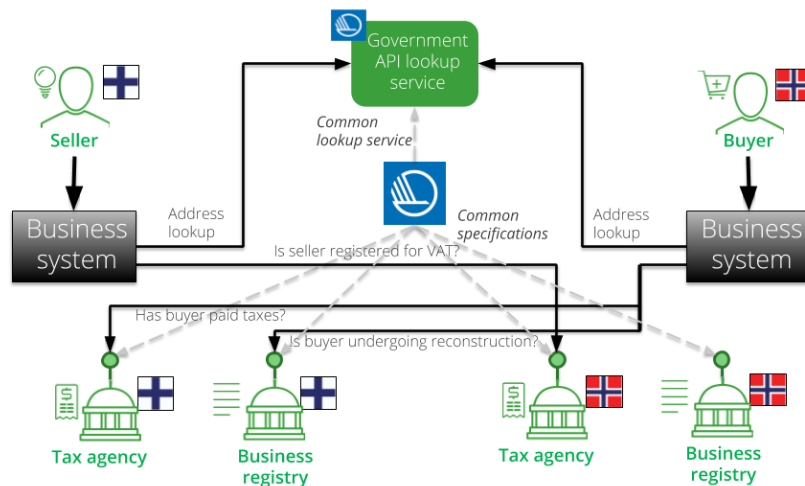 Government
API lookup
service
Common
lookup service
Seller
Buyer
Business
system
Address
lookup
Common
specifications
Address
lookup
Business
system
Is seller registered for VAT?
Has buyer paid taxes?
Is buyer undergoing reconstruction?
$
Tax agency
Business
registry
$
Tax agency
Business
registry